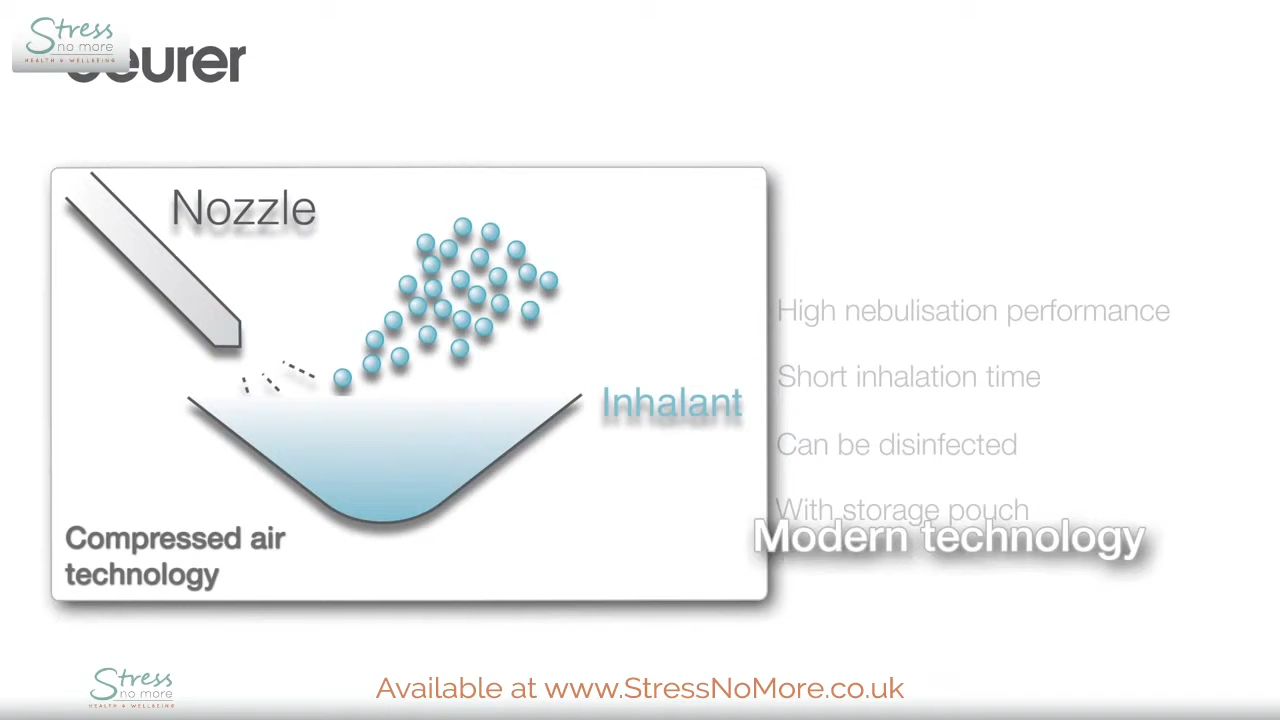 Stress
no more
HEALTH & WELLBEING
beurer
Nozzle
Inhalant
Compressed air
technology
High nebulisation performance
Short inhalation time
Can be disinfected
With storage pouch
Modern technology
Stress
no more
HEALTH & WELLBEING
Available at www.StressNoMore.co.uk